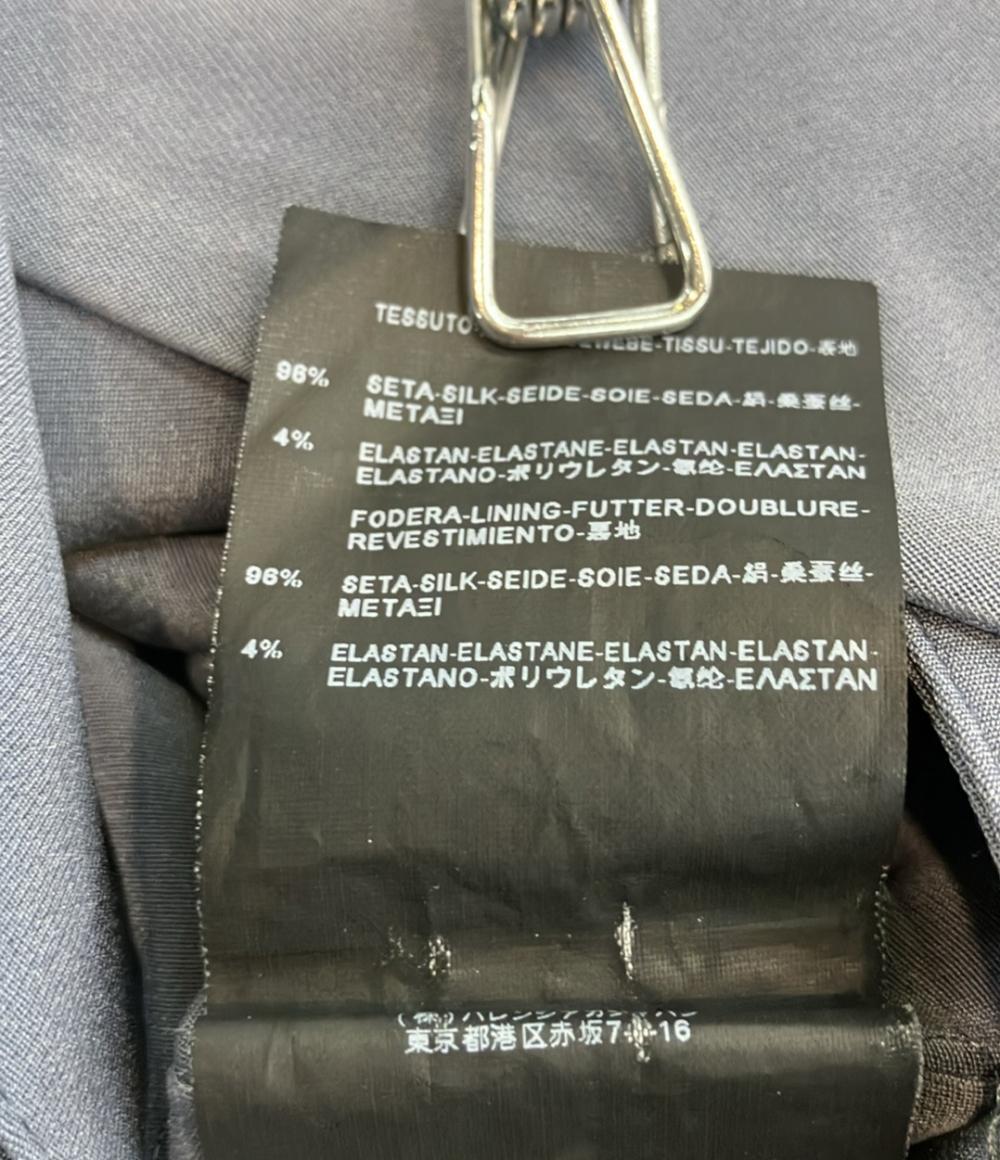 TESSUTO
-TISSU-TEJIDO-表地
96% SETA-SILK-SEIDE-SOIE-SEDA-絹-桑蚕丝-
ΜΕΤΑΞΙ
4% ELASTAN-ELASTANE-ELASTAN-ELASTAN-
ELASTANO-ポリウレタン-氨纶-ΕΛΑΣΤΑΝ
FODERA-LINING-FUTTER-DOUBLURE-
REVESTIMIENTO-裏地
96% SETA-SILK-SEIDE-SOIE-SEDA-絹-桑蚕丝-
ΜΕΤΑΞΙ
4% ELASTAN-ELASTANE-ELASTAN-ELASTAN-
ELASTANO-ポリウレタン-氨纶-ΕΛΑΣΤΑΝ
東京都港区赤坂7-16